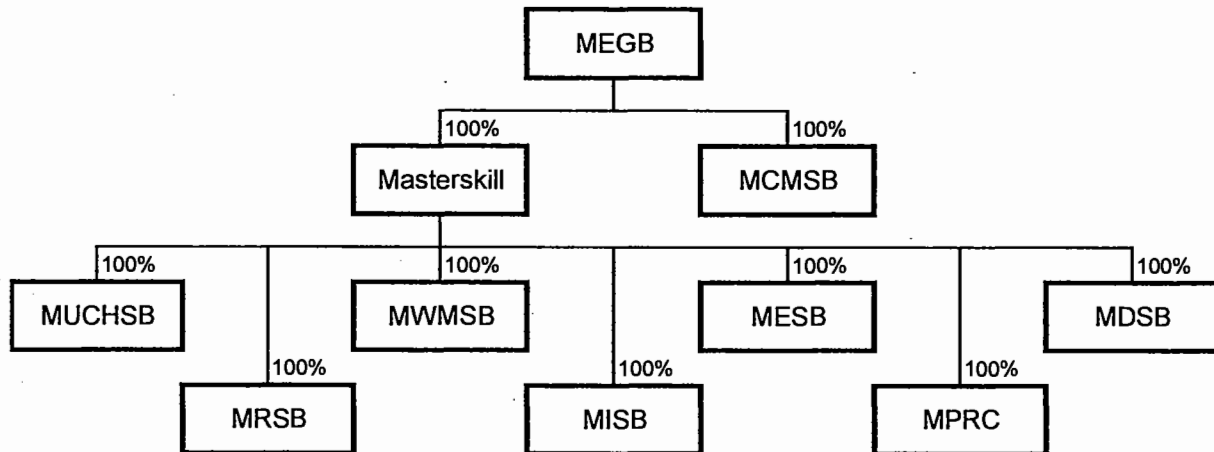 MEGB
100% 100%
Masterskill MCMSB
100% 100% 100% 100%
MUCHSB MWMSB MESB MDSB
100% 100% 100%
MRSB MISB MPRC